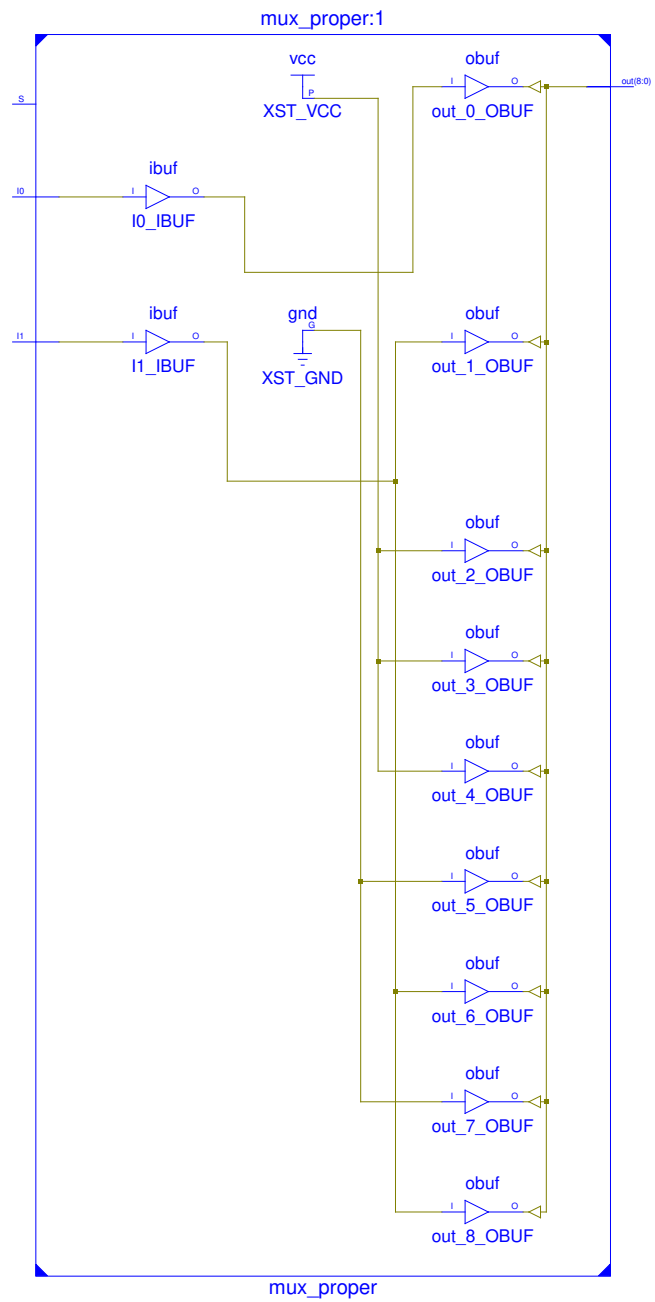 mux_proper:1
vcc
obuf
P
I
O
out(8:0)
XST_VCC
out_0_OBUF
S
ibuf
I0
I
O
I0_IBUF
ibuf
gnd
obuf
G
I1
I
O
I
O
I1_IBUF
XST_GND
out_1_OBUF
obuf
I
O
out_2_OBUF
obuf
I
O
out_3_OBUF
obuf
I
O
out_4_OBUF
obuf
I
O
out_5_OBUF
obuf
I
O
out_6_OBUF
obuf
I
O
out_7_OBUF
obuf
I
O
out_8_OBUF
mux_proper